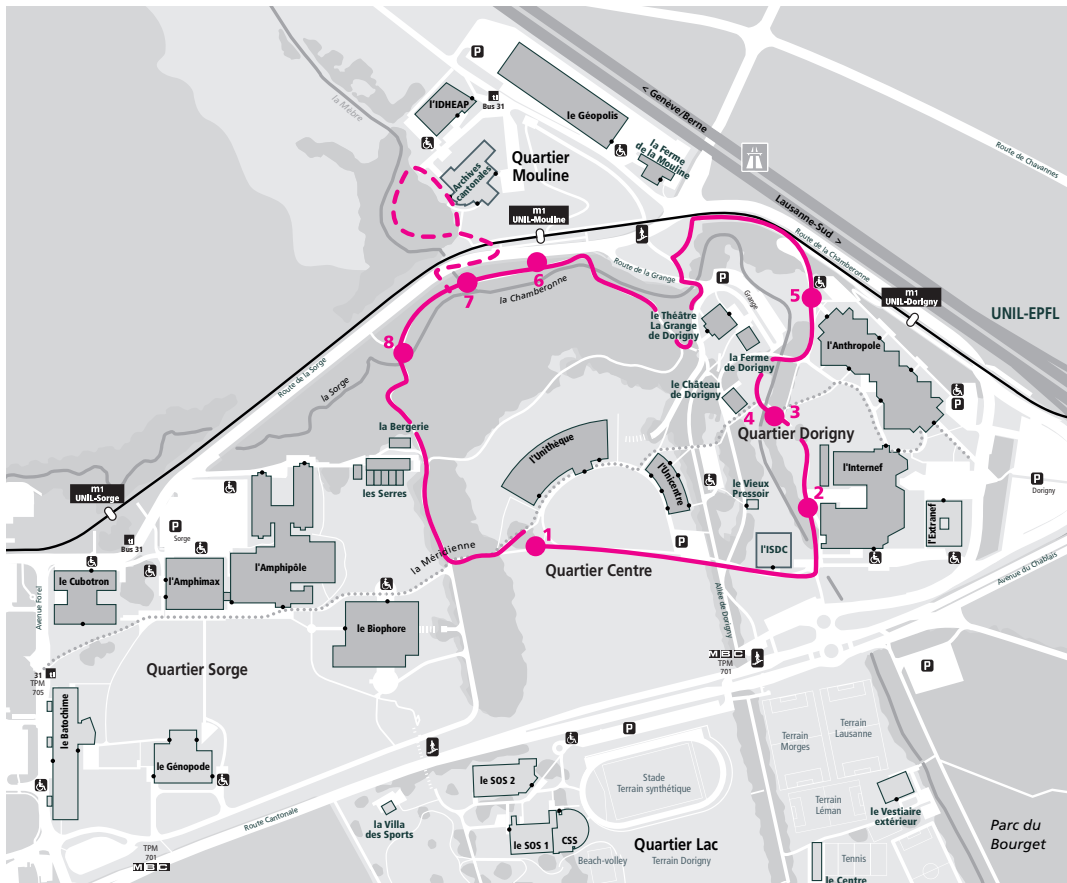 P
l'IDHEAP
Bus 31
le Géopolis
< Genève/Berne
la Mèbre
la Ferme
de la Mouline
Route de Chavannes
Quartier
Mouline
Archives
cantonales
m1
UNIL-Mouline
Lausanne-Sud >
Route de la Chamberonne
Route de la Grange
P
Grange
m1
UNIL-Dorigny
UNIL-EPFL
6
7
5
la Chamberonne
le Théâtre
La Grange
de Dorigny
l'Anthropole
la Ferme
de Dorigny
8
Route de la Sorge
la Sorge
le Château
de Dorigny
P
4
3
Quartier Dorigny
la Bergerie
l'Unithèque
les Serres
l'Unicentre
l'Internef
le Vieux
Pressoir
2
P
Dorigny
m1
UNIL-Sorge
P
Sorge
Bus 31
l'Extranef
1
P
l'ISDC
la Méridienne
Quartier Centre
l'Amphipôle
l'Amphimax
le Cubotron
Avenue Forel
Avenue du Chablais
Allée de Dorigny
le Biophore
MBC
TPM
701
P
Quartier Sorge
31
TPM
705
le Batochime
le Génopode
P
Terrain
Morges
Terrain
Lausanne
le SOS 2
Stade
Terrain synthétique
Terrain
Léman
le Vestiaire
extérieur
la Villa
des Sports
Route Cantonale
le SOS 1
CSS
Quartier Lac
Beach-volley
Terrain Dorigny
Parc du
Bourget
TPM
701
MBC
Tennis
le Centre